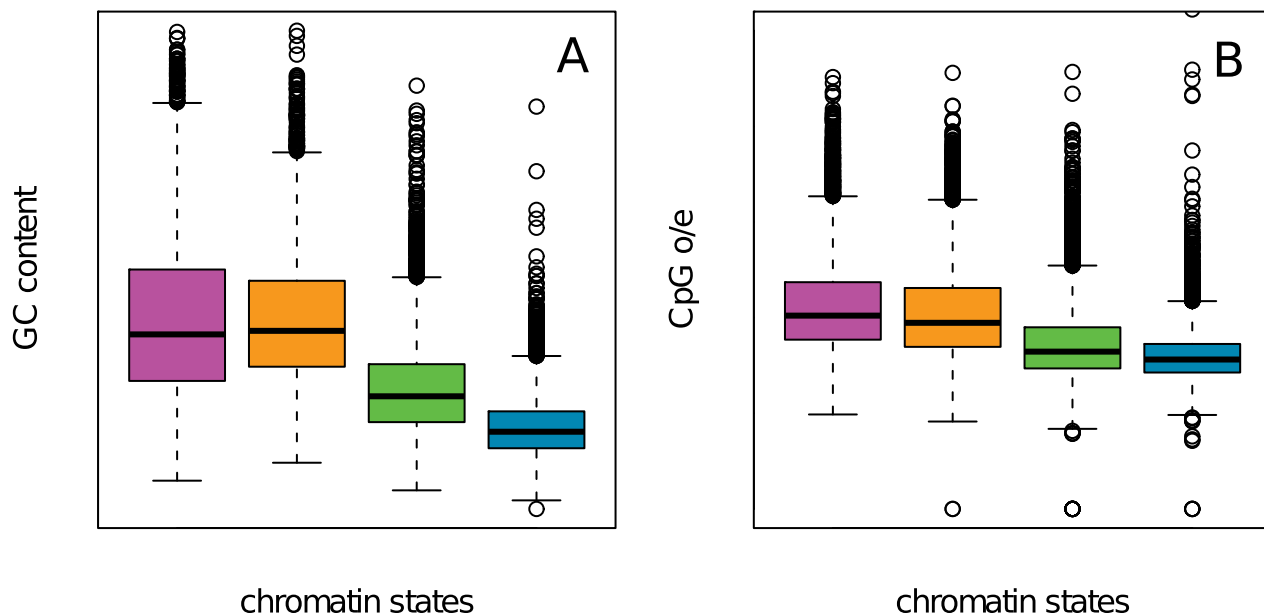 A
GC content
chromatin states
B
CpG o/e
chromatin states